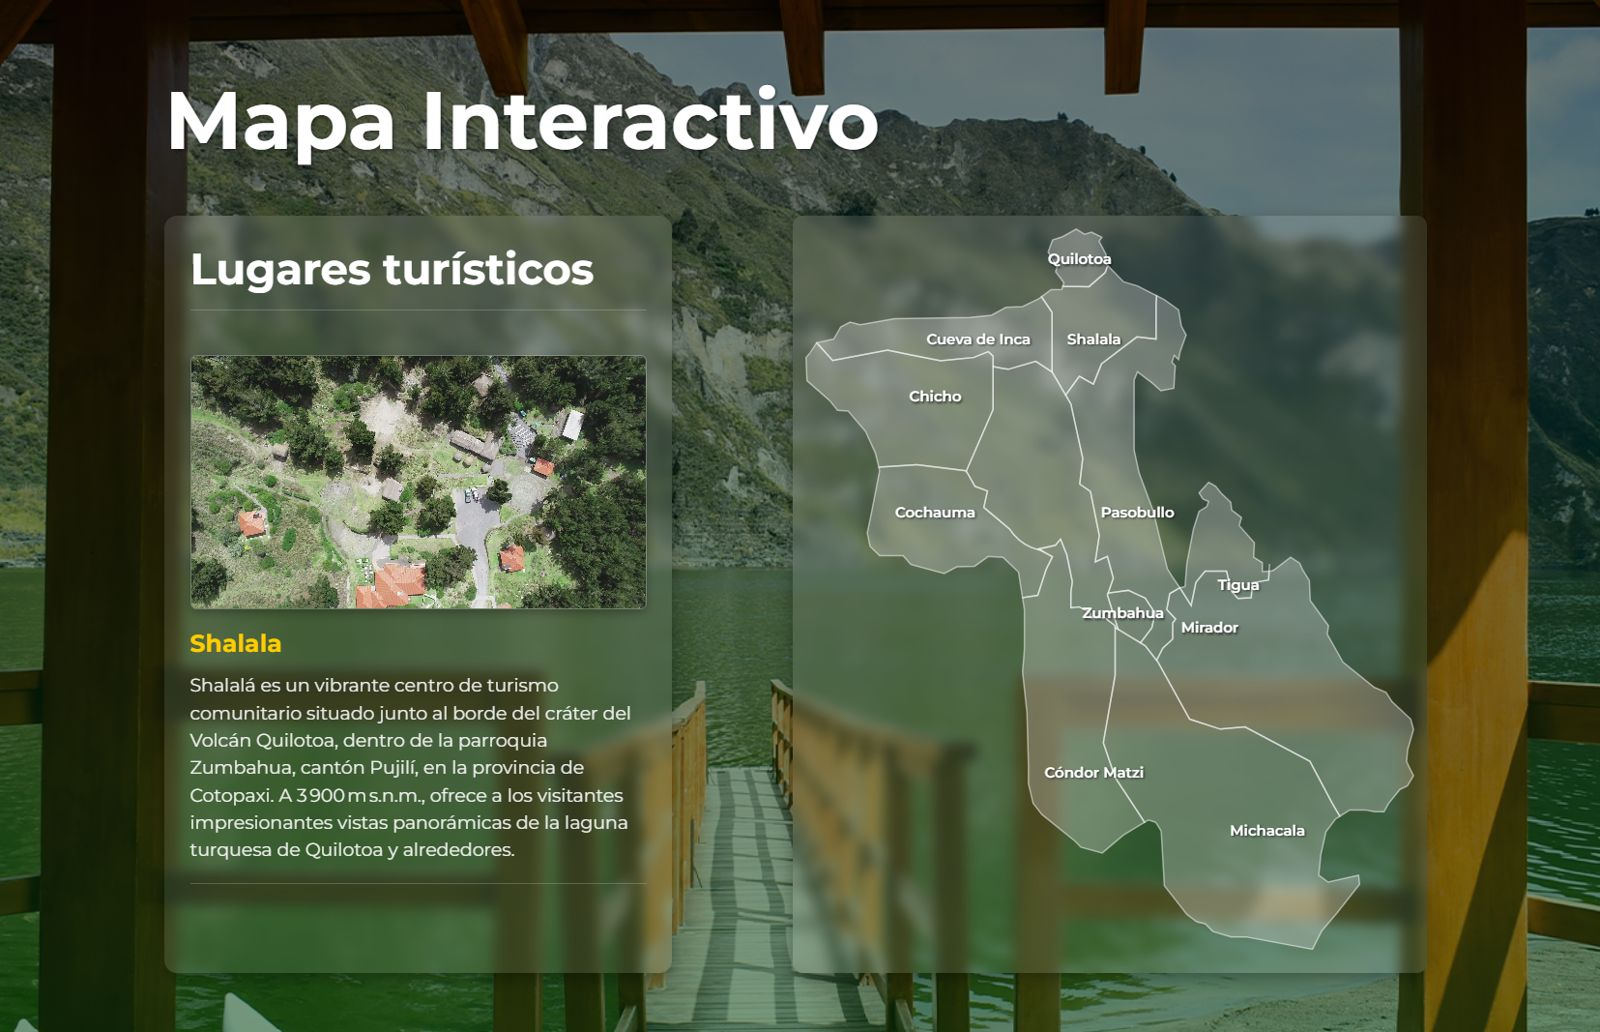 Mapa Interactivo
Lugares turísticos
Shalala
Shalalá es un vibrante centro de turismo
comunitario situado junto al borde del cráter del
Volcán Quilotoa, dentro de la parroquia
Zumbahua, cantón Pujilí, en la provincia de
Cotopaxi. A 3 900 m s.n.m., ofrece a los visitantes
impresionantes vistas panorámicas de la laguna
turquesa de Quilotoa y alrededores.
Quilotoa
Cueva de Inca
Shalala
Chicho
Cochauma
Pasobullo
Tigua
Zumbahua
Mirador
Cóndor Matzi
Michacala